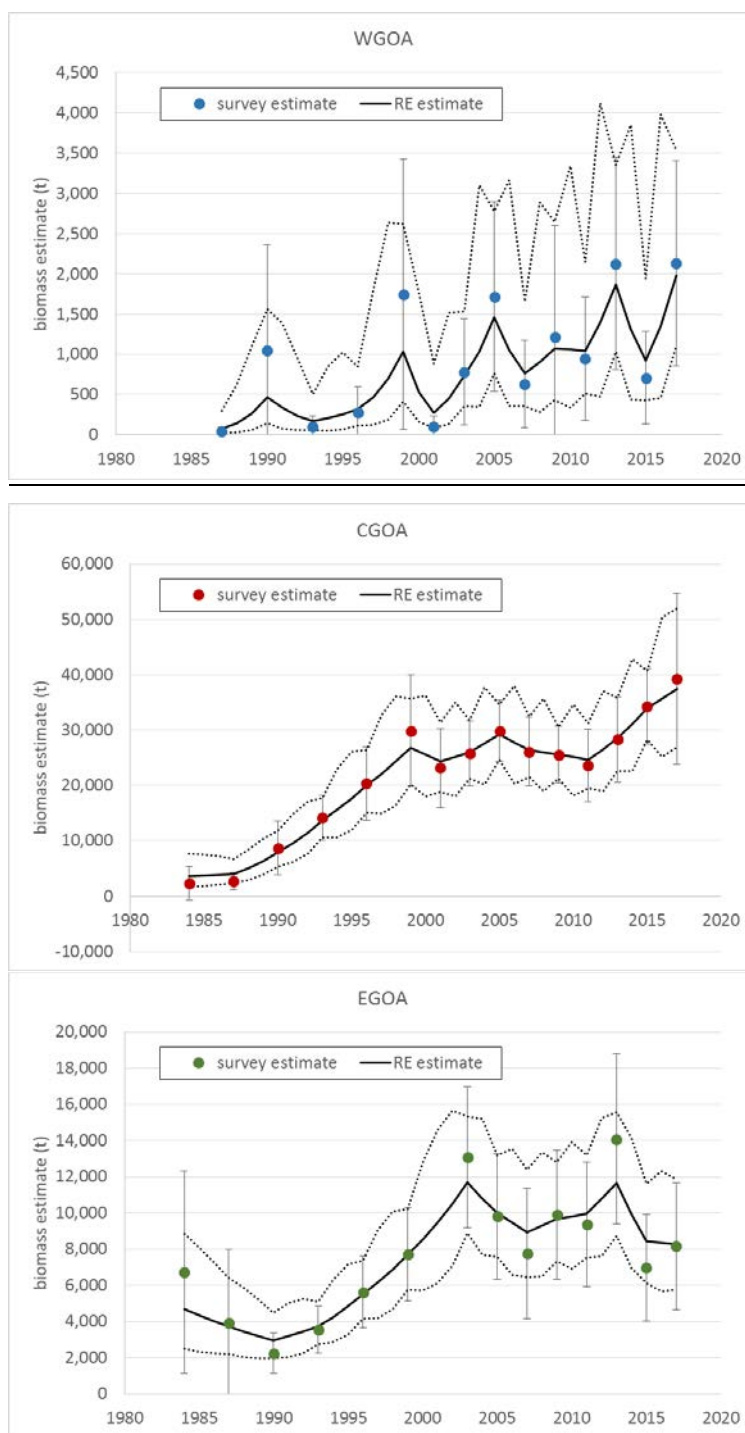 WGOA
4,500
4,000
3,500
3,000
2,500
2,000
1,500
1,000
500
0
biomass estimate (t)
survey estimate RE estimate
1980 1985 1990 1995 2000 2005 2010 2015 2020
CGOA
60,000
50,000
40,000
30,000
20,000
10,000
0
-10,000
biomass estimate (t)
survey estimate RE estimate
1980 1985 1990 1995 2000 2005 2010 2015 2020
EGOA
20,000
18,000
16,000
14,000
12,000
10,000
8,000
6,000
4,000
2,000
0
biomass estimate (t)
survey estimate RE estimate
1980 1985 1990 1995 2000 2005 2010 2015 2020